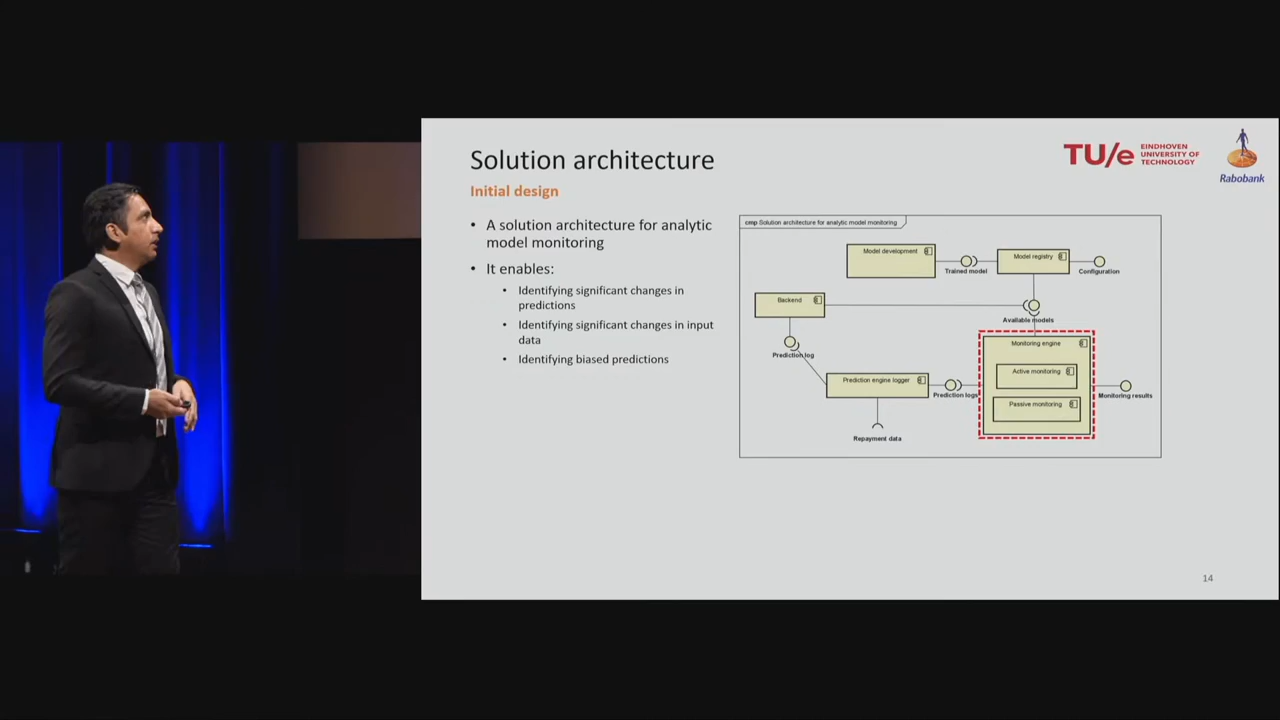 Solution architecture
Initial design
TU/e EINDHOVEN
UNIVERSITY OF
TECHNOLOGY
Rabobank
• A solution architecture for analytic
model monitoring
• It enables:
• Identifying significant changes in
predictions
• Identifying significant changes in input
data
• Identifying biased predictions
cmp Solution architecture for analytic model monitoring
Model development
Trained model
Model registry
Configuration
Backend
Available models
Prediction log
Monitoring engine
Active monitoring
Passive monitoring
Prediction engine logger
Prediction logs
Monitoring results
Repayment data
14